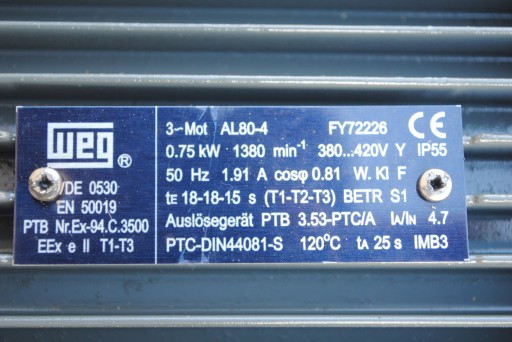 weg ®
VDE 0530
EN 50019
PTB Nr.Ex-94.C.3500
EEx e II T1-T3
3~Mot AL80-4 FY72226 CE
0.75 kW 1380 min⁻¹ 380...420V Y IP55
50 Hz 1.91 A cosφ 0.81 W. Kl F
tE 18-18-15 s (T1-T2-T3) BETR S1
Auslösegerät PTB 3.53-PTC/A IA/IN 4.7
PTC-DIN44081-S 120°C tA 25 s IMB3